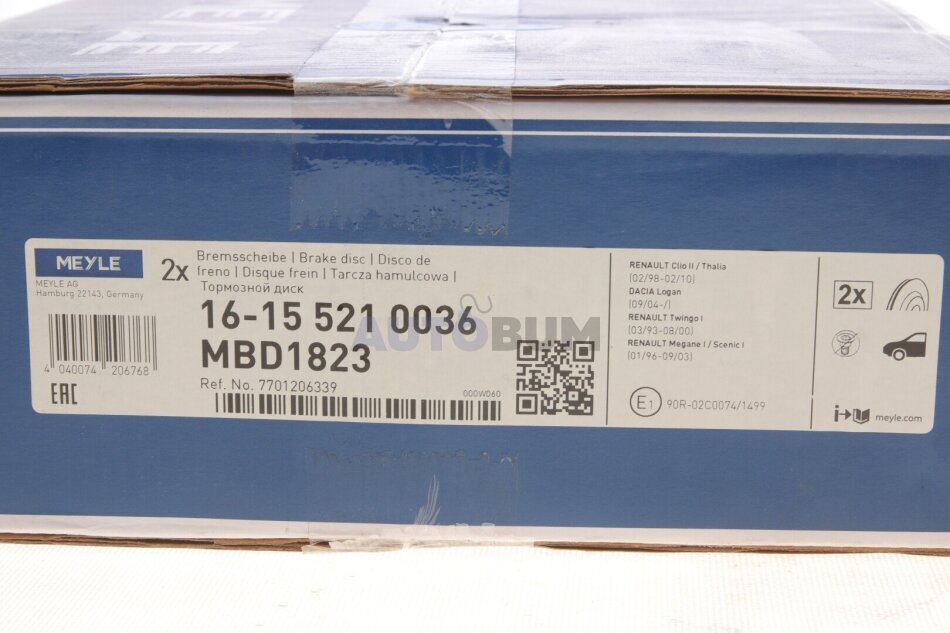 MEYLE
MEYLE AG
Hamburg 22143, Germany
4 040074 206768
EAC
2x
Bremsscheibe | Brake disc | Disco de
freno | Disque frein | Tarcza hamulcowa |
Тормозной диск
16-15 521 0036
MBD1823
Ref. No. 7701206339
000W060
AUTOBUM
RENAULT Clio II / Thalia
(02/98-02/10)
DACIA Logan
(09/04-/)
RENAULT Twingo I
(03/93-08/00)
RENAULT Megane I / Scenic I
(01/96-09/03)
E1 90R-02C0074/1499
2x
meyle.com